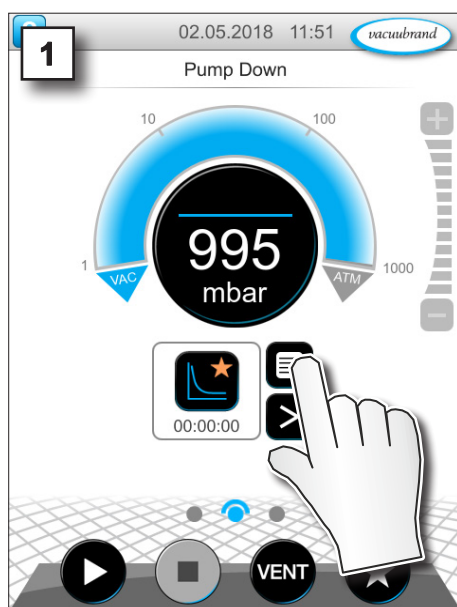 02.05.2018 11:51 vacuubrand
1
Pump Down
10 100
1 VAC ATM 1000
995
mbar
00:00:00
VENT